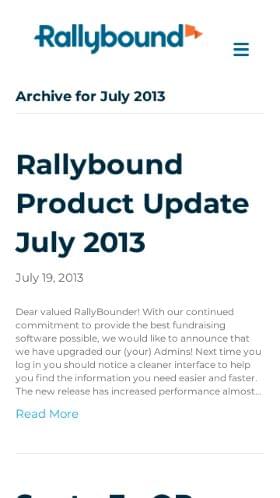 Rallybound
Archive for July 2013
Rallybound
Product Update
July 2013
July 19, 2013
Dear valued RallyBounder! With our continued
commitment to provide the best fundraising
software possible, we would like to announce that
we have upgraded our (your) Admins! Next time you
log in you should notice a cleaner interface to help
you find the information you need easier and faster.
The new release has increased performance almost...
Read More